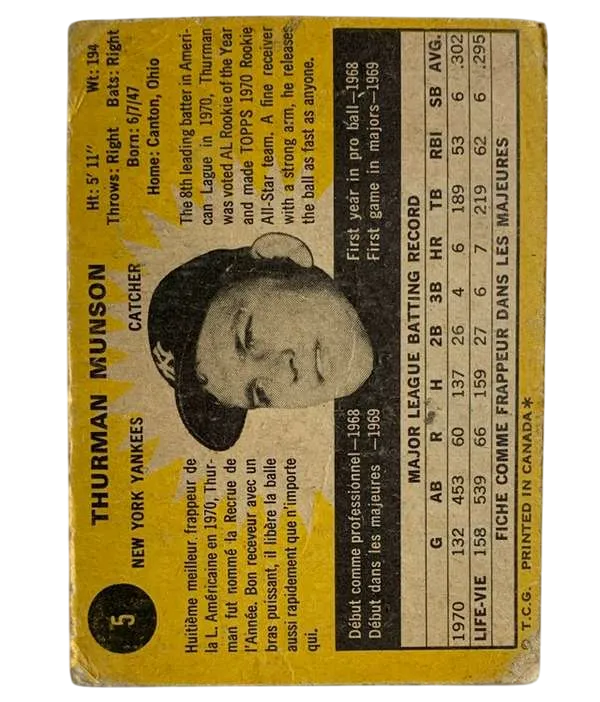 5
THURMAN MUNSON
NEW YORK YANKEES CATCHER
Ht: 5' 11" Wt: 194
Throws: Right Bats: Right
Born: 6/7/47
Home: Canton, Ohio
Huitième meilleur frappeur de
la L. Américaine en 1970, Thur-
man fut nommé la Recrue de
l'Année. Bon receveur avec un
bras puissant, il libère la balle
aussi rapidement que n'importe
qui.
The 8th leading batter in Ameri-
can Lague in 1970, Thurman
was voted AL Rookie of the Year
and made TOPPS 1970 Rookie
All-Star team. A fine receiver
with a strong arm, he releases
the ball as fast as anyone.
Début comme professionnel—1968
Début dans les majeures —1969
First year in pro ball—1968
First game in majors—1969
MAJOR LEAGUE BATTING RECORD
G AB R H 2B 3B HR TB RBI SB AVG.
1970 132 453 60 137 26 4 6 189 53 6 .302
LIFE-VIE 158 539 66 159 27 6 7 219 62 6 .295
FICHE COMME FRAPPEUR DANS LES MAJEURES
© T.C.G. PRINTED IN CANADA*